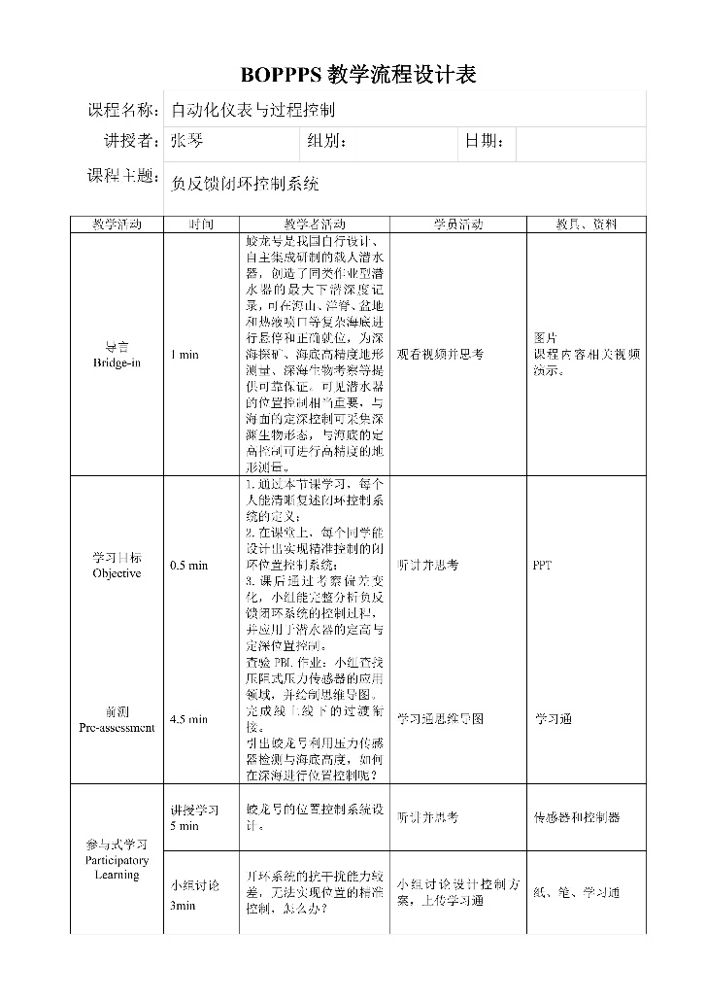 BOPPPS 教学流程设计表
课程名称： 自动化仪表与过程控制
讲授者： 张琴 组别： 日期：
课程主题： 负反馈闭环控制系统
教学活动 时间 教学者活动 学员活动 教具、资料
导言
Bridge-in
1 min
蛟龙号是我国自行设计、
自主集成研制的载人潜水
器，创造了同类作业型潜
水器的最大下潜深度记
录，可在海山、洋脊、盆地
和热液喷口等复杂海底进
行悬停和正确就位，为深
海探矿、海底高精度地形
测量、深海生物考察等提
供可靠保证。可见潜水器
的位置控制相当重要，与
海面的定深控制可采集深
渊生物形态，与海底的定
高控制可进行高精度的地
形测量。
观看视频并思考
图片
课程内容相关视频
演示。
学习目标
Objective
0.5 min
1.通过本节课学习，每个
人能清晰复述闭环控制系
统的定义；
2.在课堂上，每个同学能
设计出实现精准控制的闭
环位置控制系统；
3.课后通过考察偏差变
化，小组能完整分析负反
馈闭环系统的控制过程，
并应用于潜水器的定高与
定深位置控制。
听讲并思考
PPT
前测
Pre-assessment
4.5 min
查验 PBL 作业：小组查找
压阻式压力传感器的应用
领域，并绘制思维导图。
完成线上线下的过渡衔
接。
引出蛟龙号利用压力传感
器检测与海底高度，如何
在深海进行位置控制呢？
学习通思维导图
学习通
参与式学习
Participatory
Learning
讲授学习
5 min
蛟龙号的位置控制系统设
计。
听讲并思考
传感器和控制器
小组讨论
3min
开环系统的抗干扰能力较
差，无法实现位置的精准
控制，怎么办？
小组讨论设计控制方
案，上传学习通
纸、笔、学习通